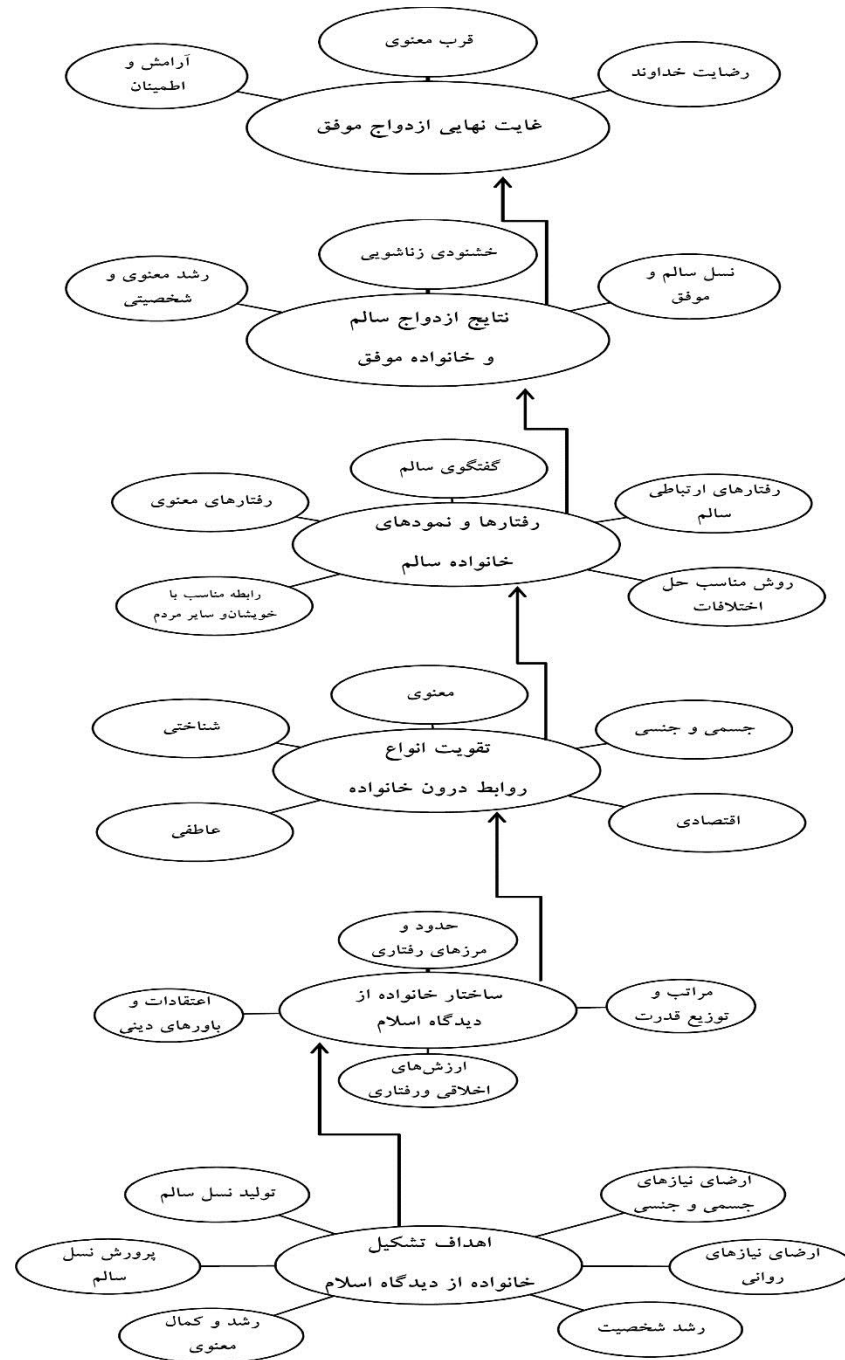 قرب معنوی
رضایت خداوند
آرامش و
اطمینان
غایت نهایی ازدواج موفق
خشنودی زناشویی
نسل سالم و
موفق
رشد معنوی و
شخصیتی
نتایج ازدواج سالم
و خانواده موفق
گفتگوی سالم
رفتارهای ارتباطی
سالم
رفتارهای معنوی
رفتارها و نمودهای
خانواده سالم
روش مناسب حل
اختلافات
رابطه مناسب با
خویشان‌و سایر مردم
معنوی
جسمی و جنسی
شناختی
تقویت انواع
روابط درون خانواده
اقتصادی
عاطفی
حدود و
مرزهای رفتاری
مراتب و
توزیع قدرت
ساختار خانواده از
دیدگاه اسلام
اعتقادات و
باورهای دینی
ارزش‌های
اخلاقی ورفتاری
ارضای نیازهای
جسمی و جنسی
تولید نسل سالم
اهداف تشکیل
خانواده از دیدگاه اسلام
ارضای نیازهای
روانی
پرورش نسل
سالم
رشد شخصیت
رشد و کمال
معنوی